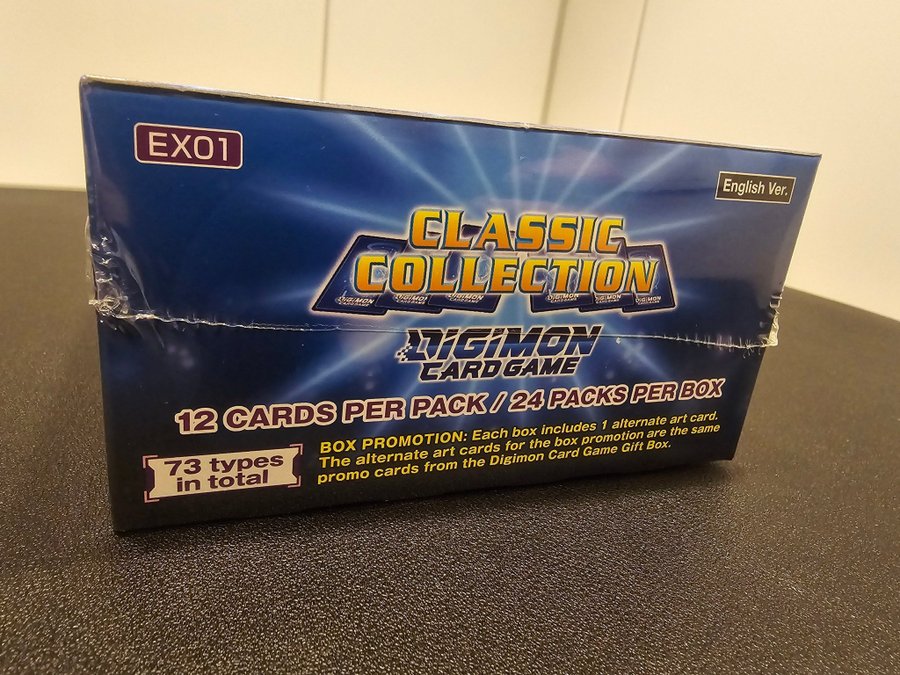 EX01
English Ver.
CLASSIC
COLLECTION
DIGIMON
CARD GAME
12 CARDS PER PACK / 24 PACKS PER BOX
73 types
in total
BOX PROMOTION: Each box includes 1 alternate art card.
The alternate art cards for the box promotion are the same
promo cards from the Digimon Card Game Gift Box.